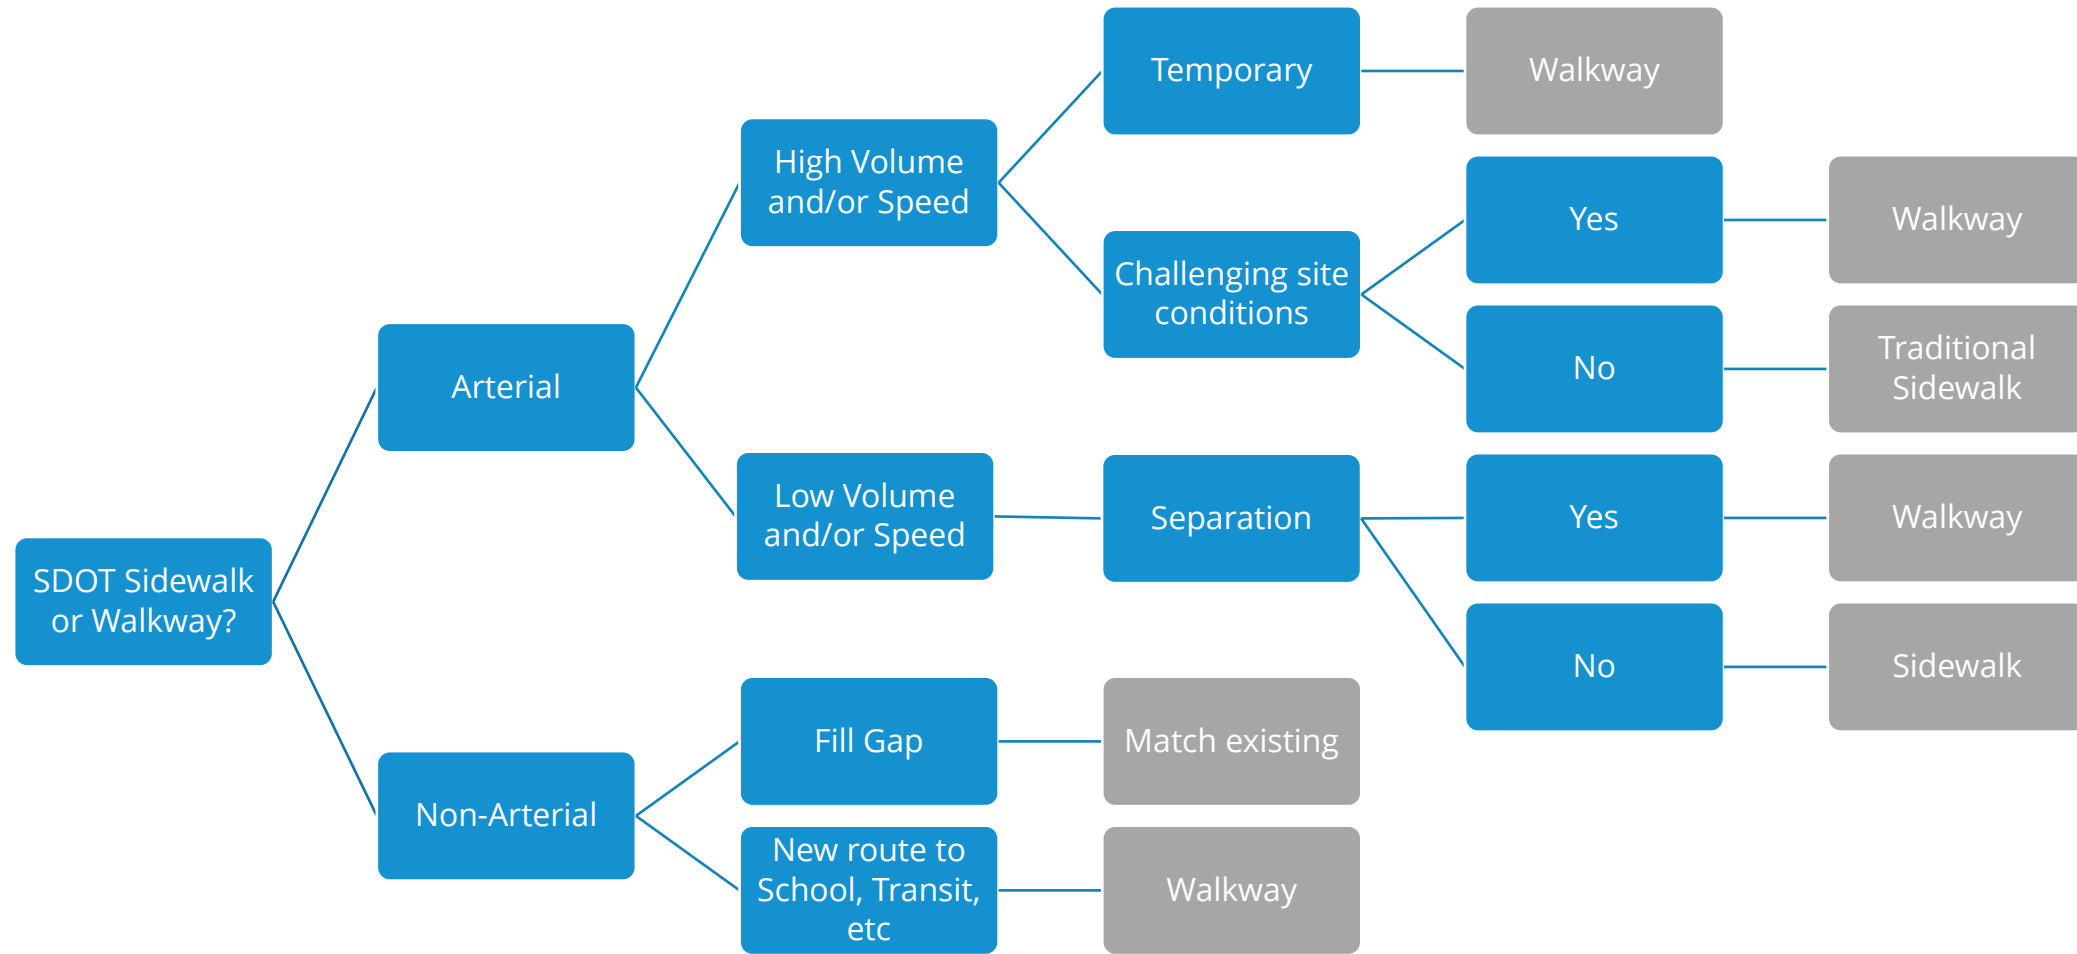 Temporary
Walkway
High Volume
and/or Speed
Yes
Walkway
Challenging site
conditions
Arterial
No
Traditional
Sidewalk
Low Volume
and/or Speed
Separation
Yes
Walkway
SDOT Sidewalk
or Walkway?
No
Sidewalk
Fill Gap
Match existing
Non-Arterial
New route to
School, Transit,
etc
Walkway